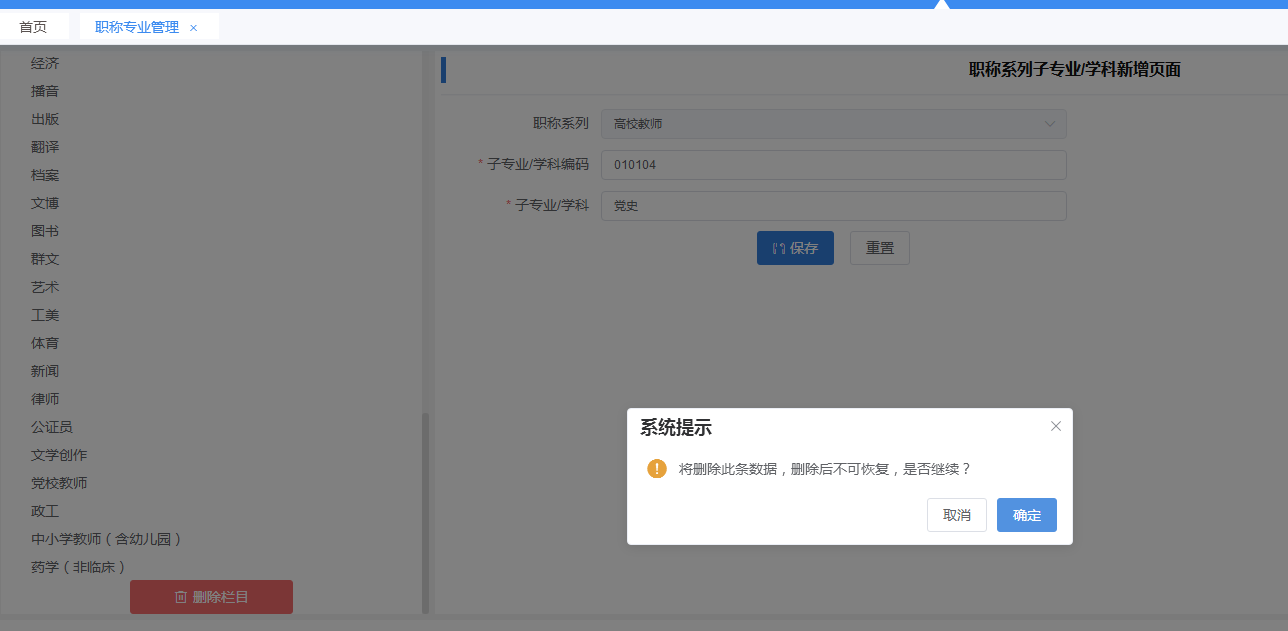 首页
职称专业管理 ×
经济
播音
出版
翻译
档案
文博
图书
群文
艺术
工美
体育
新闻
律师
公证员
文学创作
党校教师
政工
中小学教师（含幼儿园）
药学（非临床）
删除栏目
职称系列子专业/学科新增页面
职称系列 高校教师
* 子专业/学科编码 010104
* 子专业/学科 党史
保存 重置
系统提示
将删除此条数据，删除后不可恢复，是否继续？
取消 确定